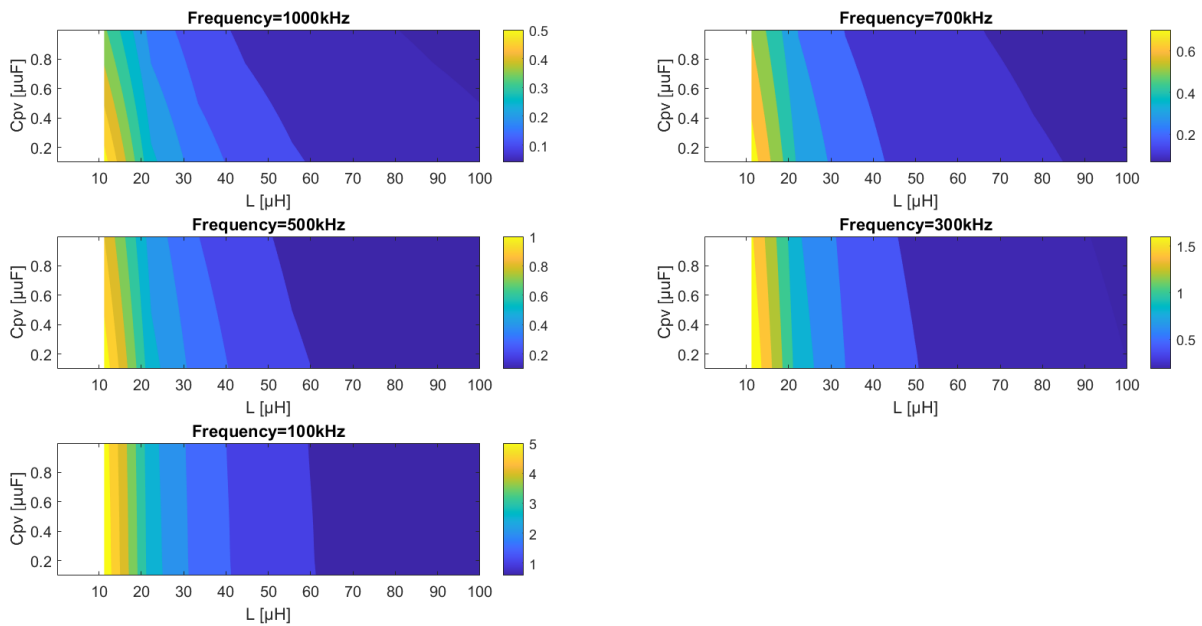 Frequency=1000kHz
Cpv [µuF]
0.8
0.6
0.4
0.2
10 20 30 40 50 60 70 80 90 100
L [µH]
0.5
0.4
0.3
0.2
0.1
Frequency=700kHz
Cpv [µuF]
0.8
0.6
0.4
0.2
10 20 30 40 50 60 70 80 90 100
L [µH]
0.6
0.4
0.2
Frequency=500kHz
Cpv [µuF]
0.8
0.6
0.4
0.2
10 20 30 40 50 60 70 80 90 100
L [µH]
1
0.8
0.6
0.4
0.2
Frequency=300kHz
Cpv [µuF]
0.8
0.6
0.4
0.2
10 20 30 40 50 60 70 80 90 100
L [µH]
1.5
1
0.5
Frequency=100kHz
Cpv [µuF]
0.8
0.6
0.4
0.2
10 20 30 40 50 60 70 80 90 100
L [µH]
5
4
3
2
1